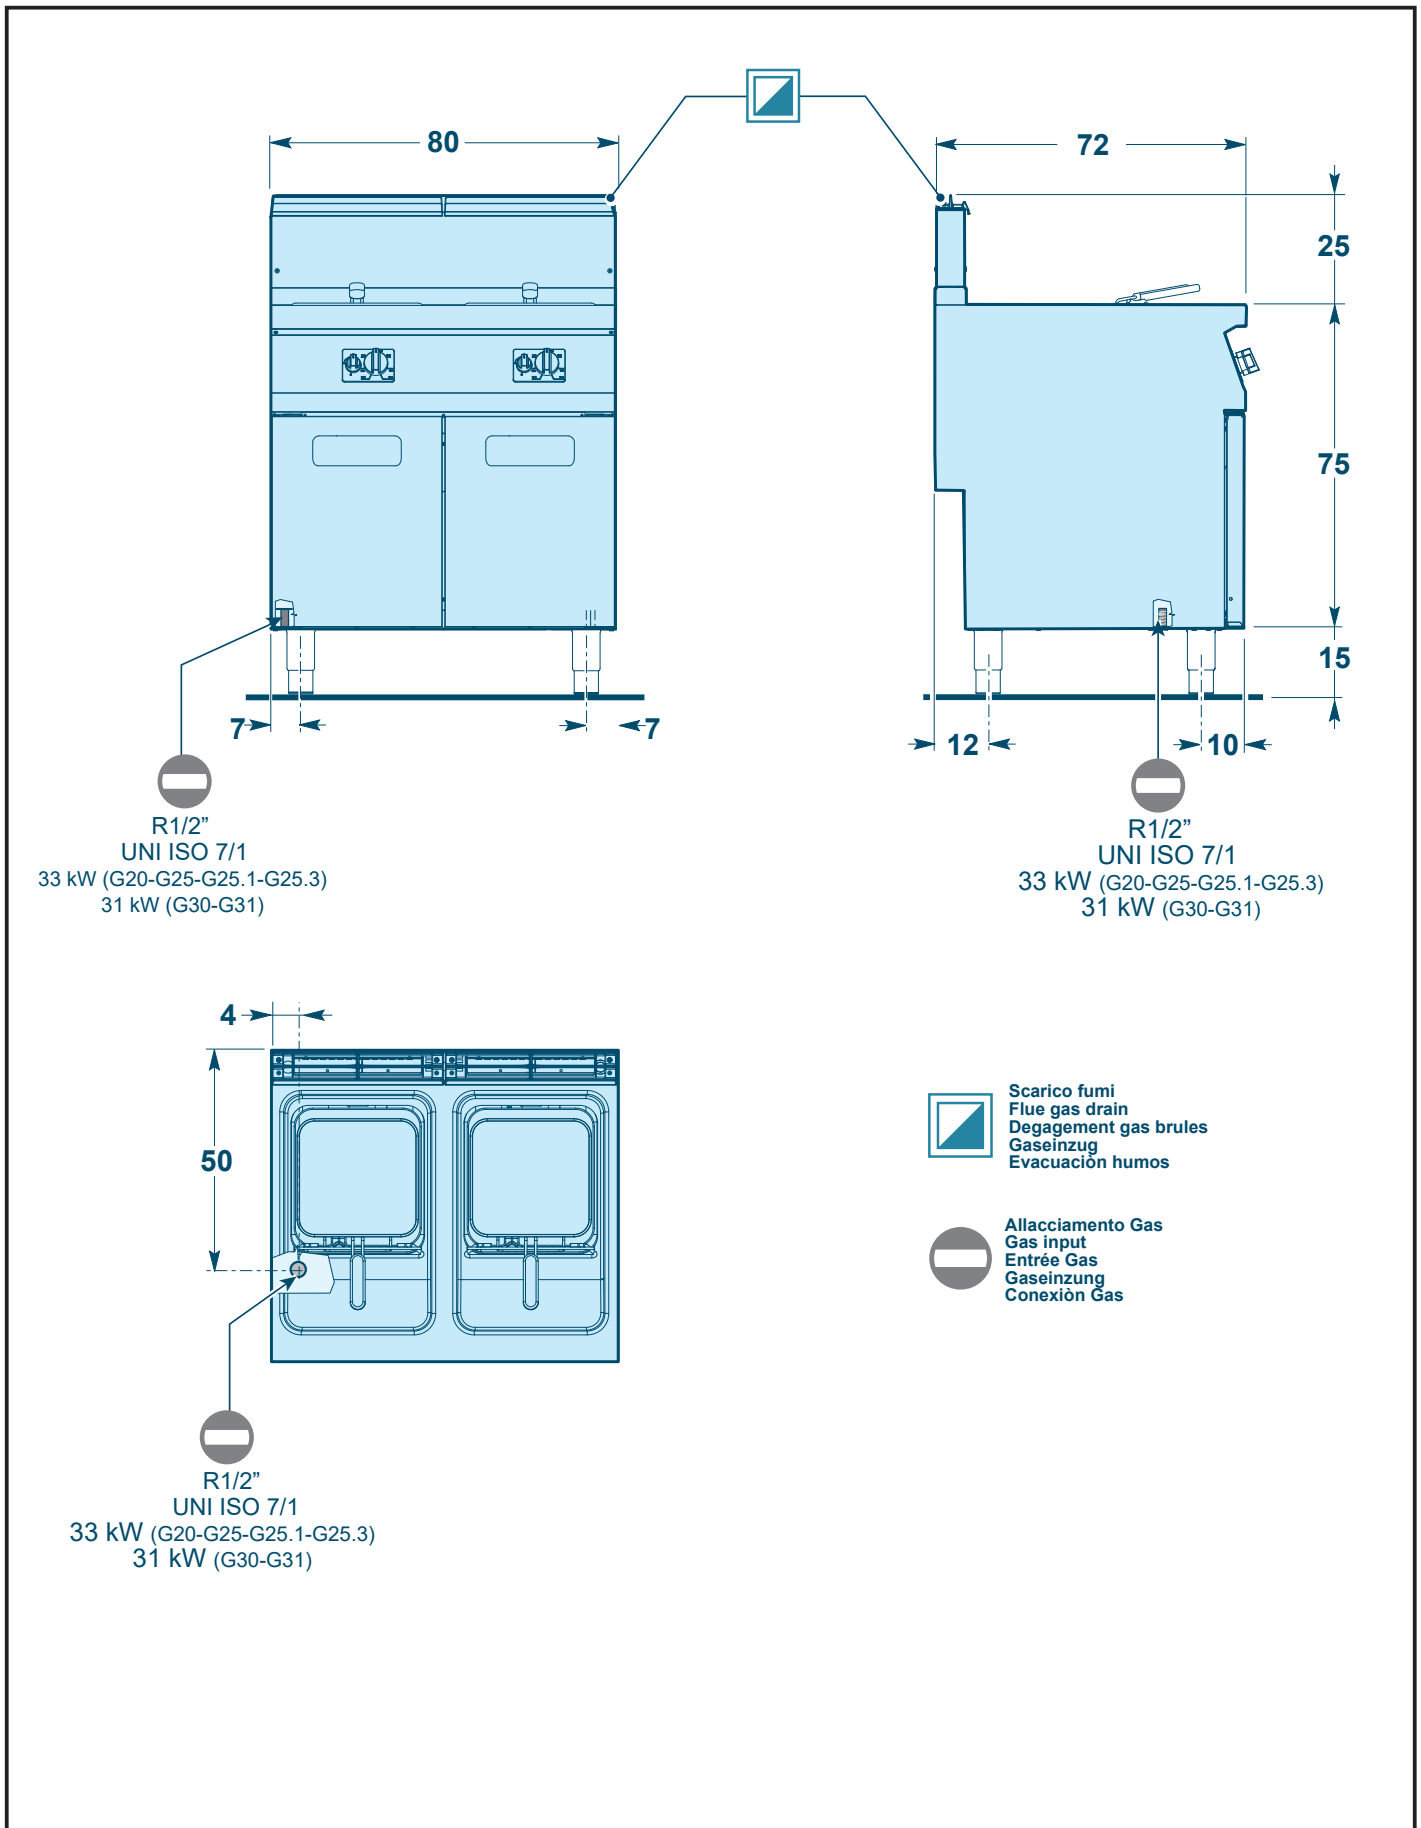 80
72
25
75
15
7
7
12
10
R1/2”
UNI ISO 7/1
33 kW (G20-G25-G25.1-G25.3)
31 kW (G30-G31)
R1/2”
UNI ISO 7/1
33 kW (G20-G25-G25.1-G25.3)
31 kW (G30-G31)
4
50
R1/2”
UNI ISO 7/1
33 kW (G20-G25-G25.1-G25.3)
31 kW (G30-G31)
Scarico fumi
Flue gas drain
Degagement gas brules
Gaseinzug
Evacuaciòn humos
Allacciamento Gas
Gas input
Entrée Gas
Gaseinzung
Conexiòn Gas